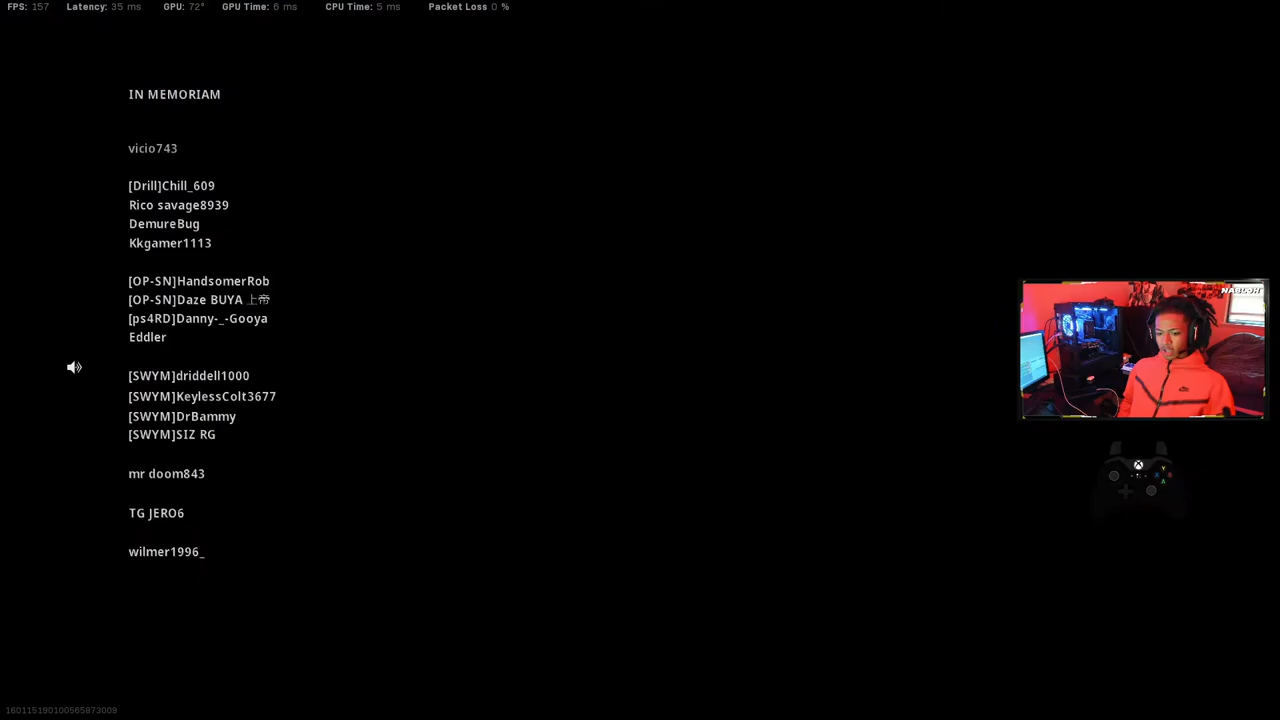 FPS: 157 Latency: 35 ms GPU: 72° GPU Time: 6 ms CPU Time: 5 ms Packet Loss 0 %
IN MEMORIAM
vicio743
[Drill]Chill_609
Rico savage8939
DemureBug
Kkgamer1113
[OP-SN]HandsomerRob
[OP-SN]Daze BUYA 上帝
[ps4RD]Danny-_-Gooya
Eddler
[SWYM]driddell1000
[SWYM]KeylessColt3677
[SWYM]DrBammy
[SWYM]SIZ RG
mr doom843
TG JERO6
wilmer1996_
Y
A
160115190100565873009